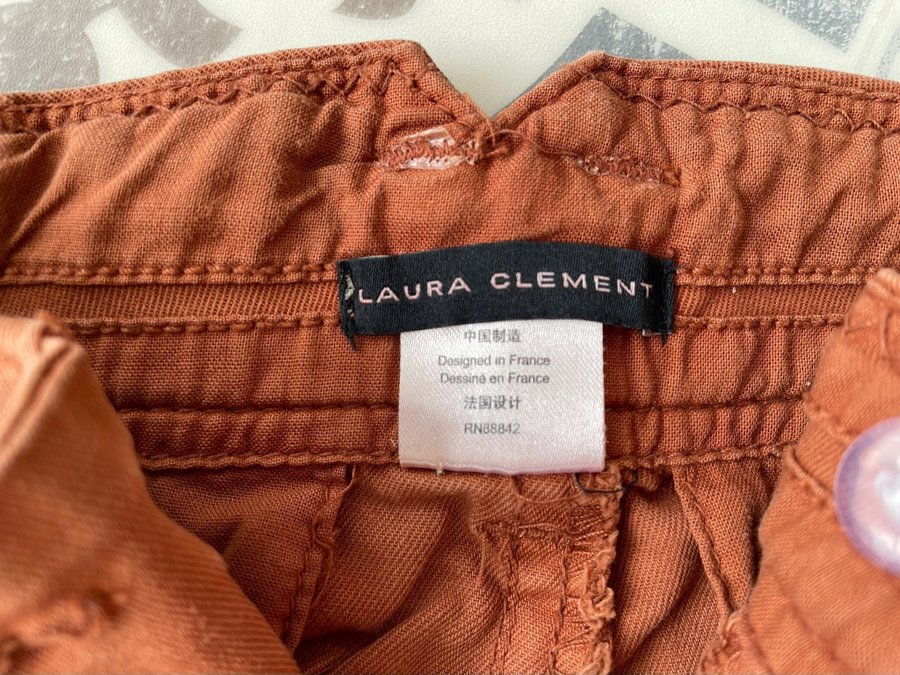 LAURA CLEMENT
中国制造
Designed in France
Dessiné en France
法国设计
RN88842